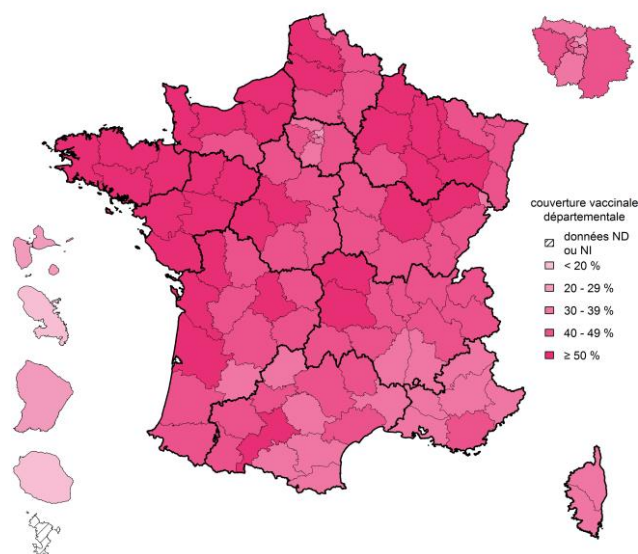 couverture vaccinale
départementale
données ND
ou NI
< 20 %
20 - 29 %
30 - 39 %
40 - 49 %
≥ 50 %